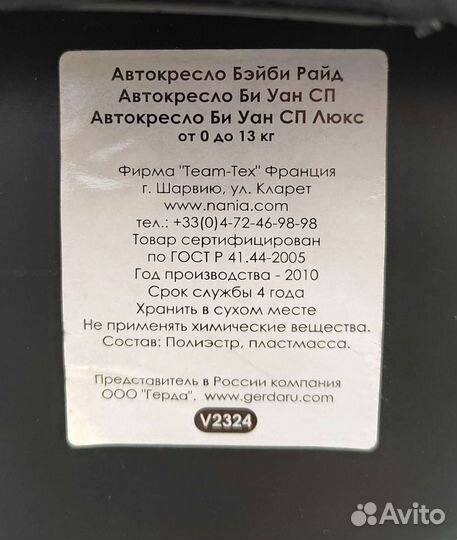 Автокресло Бэйби Райд
Автокресло Би Уан СП
Автокресло Би Уан СП Люкс
от 0 до 13 кг
Фирма "Team-Tex" Франция
г. Шарвию, ул. Кларет
www.nania.com
тел.: +33(0)4-72-46-98-98
Товар сертифицирован
по ГОСТ Р 41.44-2005
Год производства - 2010
Срок службы 4 года
Хранить в сухом месте
Не применять химические вещества.
Состав: Полиэстр, пластмасса.
Представитель в России компания
ООО "Герда". www.gerdaru.com
V2324
Avito